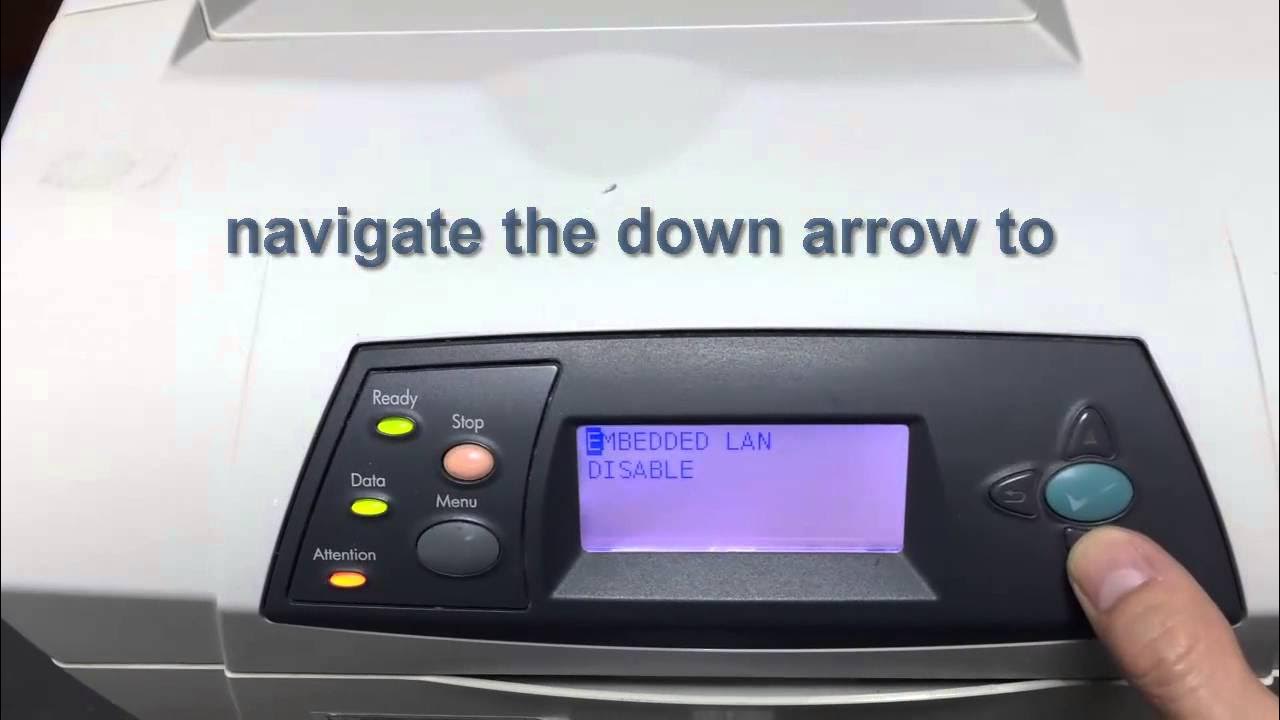 navigate the down arrow to
Ready
Stop
Data
Menu
Attention
EMBEDDED LAN
DISABLE